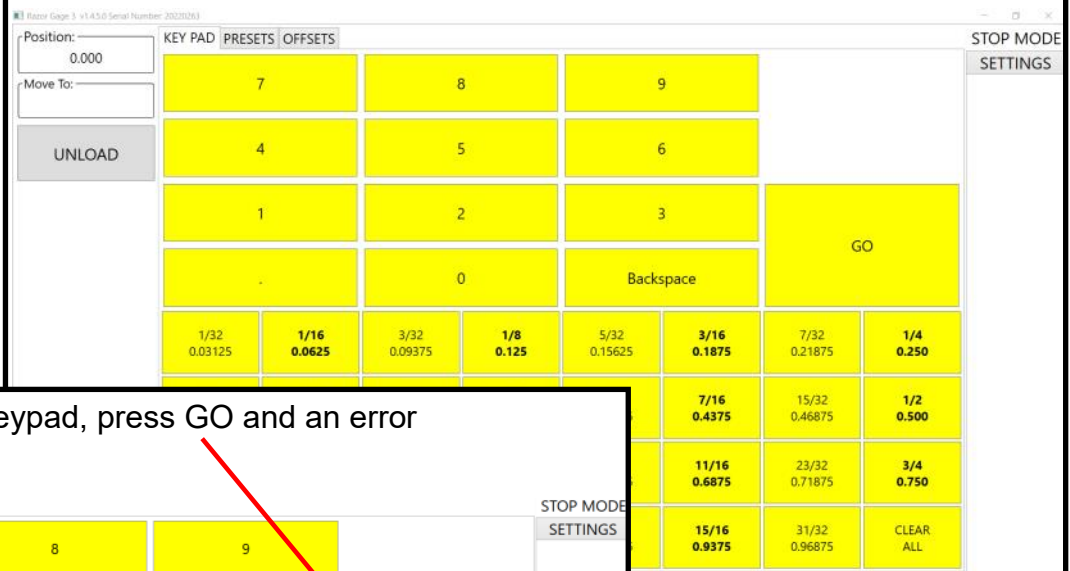 Razor Gage 3 v1.4.5.0 Serial Number: 20220263
Position:
0.000
Move To:
UNLOAD
KEY PAD PRESETS OFFSETS
STOP MODE
SETTINGS
7 8 9
4 5 6
1 2 3
GO
. 0 Backspace
1/32 1/16 3/32 1/8 5/32 3/16 7/32 1/4
0.03125 0.0625 0.09375 0.125 0.15625 0.1875 0.21875 0.250
7/16 15/32 1/2
0.4375 0.46875 0.500
11/16 23/32 3/4
0.6875 0.71875 0.750
15/16 31/32 CLEAR
0.9375 0.96875 ALL
eypad, press GO and an error
STOP MODE
SETTINGS
8 9